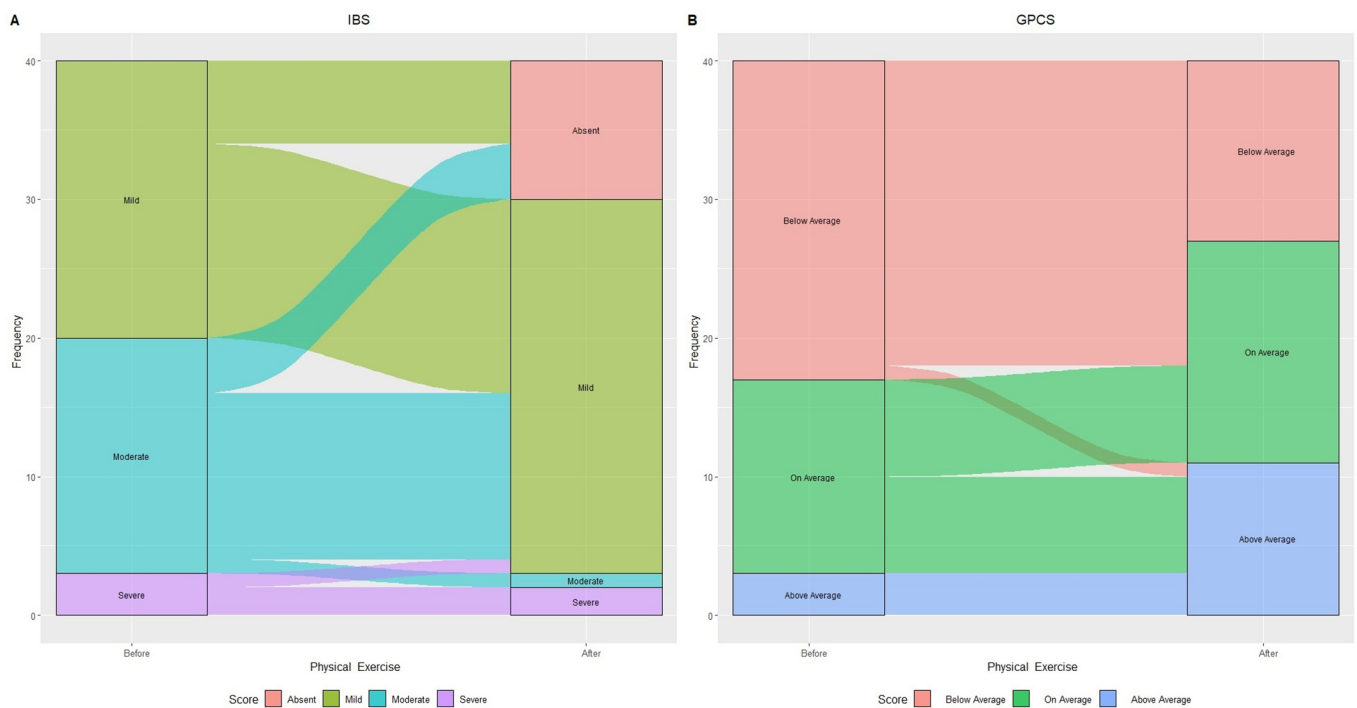 A
IBS
40
30
20
10
0
Frequency
Mild
Moderate
Severe
Absent
Mild
Moderate
Severe
Before
After
Physical Exercise
Score Absent Mild Moderate Severe
B
GPCS
40
30
20
10
0
Frequency
Below Average
On Average
Above Average
Below Average
On Average
Above Average
Before
After
Physical Exercise
Score Below Average On Average Above Average